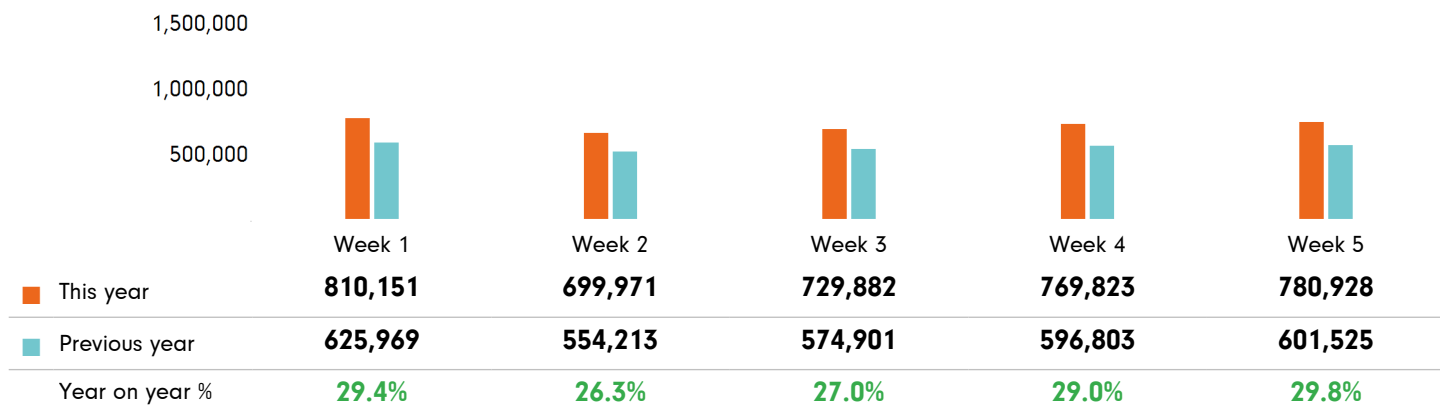 1,500,000
1,000,000
500,000
Week 1 Week 2 Week 3 Week 4 Week 5
This year 810,151 699,971 729,882 769,823 780,928
Previous year 625,969 554,213 574,901 596,803 601,525
Year on year % 29.4% 26.3% 27.0% 29.0% 29.8%